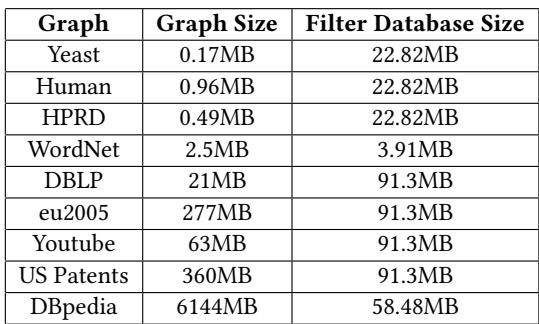 Graph Graph Size Filter Database Size
Yeast 0.17MB 22.82MB
Human 0.96MB 22.82MB
HPRD 0.49MB 22.82MB
WordNet 2.5MB 3.91MB
DBLP 21MB 91.3MB
eu2005 277MB 91.3MB
Youtube 63MB 91.3MB
US Patents 360MB 91.3MB
DBpedia 6144MB 58.48MB